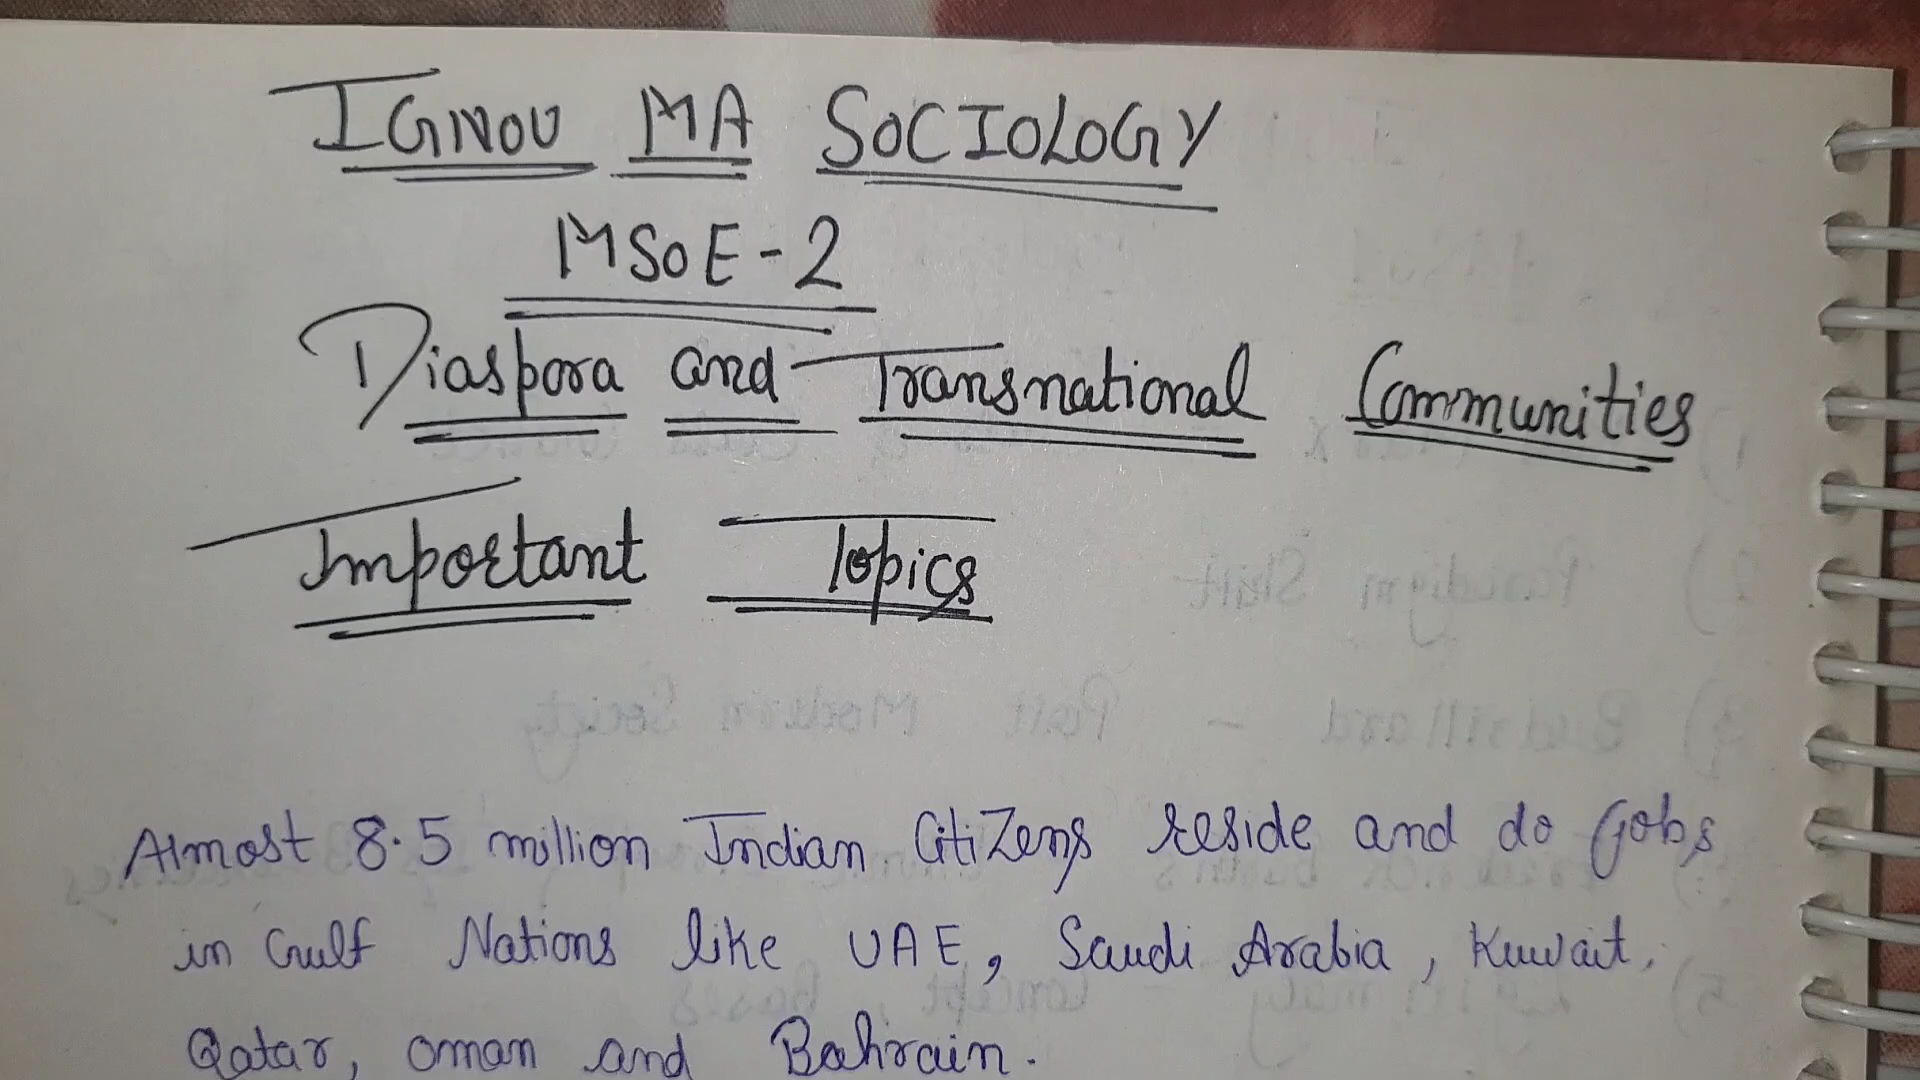 IGNOU MA SOCIOLOGY
MSOE-2
Diaspora and Transnational Communities
Important Topics
Almost 8.5 million Indian Citizens reside and do jobs
in Gulf Nations like UAE, Saudi Arabia, Kuwait,
Qatar, Oman and Bahrain.